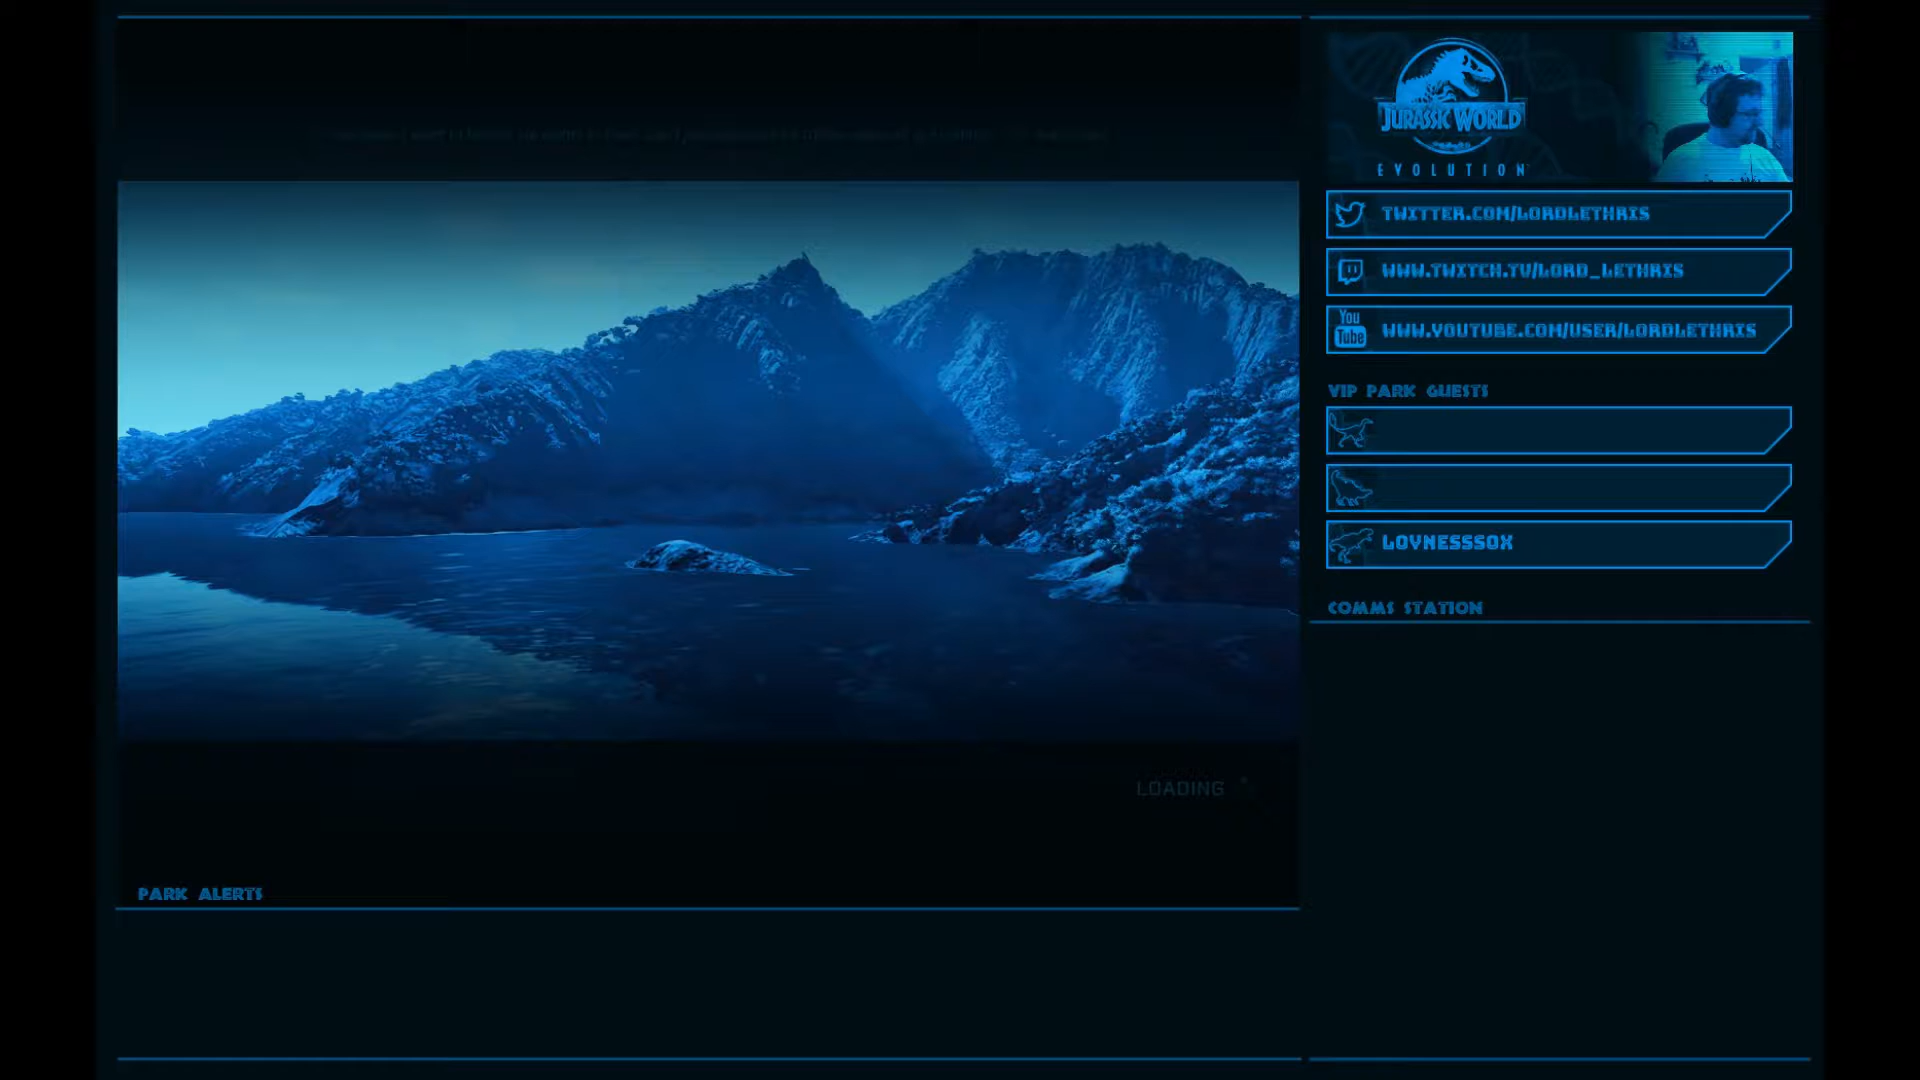 JURASSIC WORLD
EVOLUTION
TWITTER.COM/LORDLETHRIS
WWW.TWITCH.TV/LORD_LETHRIS
You
Tube
WWW.YOUTUBE.COM/USER/LORDLETHRIS
VIP PARK GUESTS
LOVNESSSOX
COMMS STATION
LOADING
PARK ALERTS